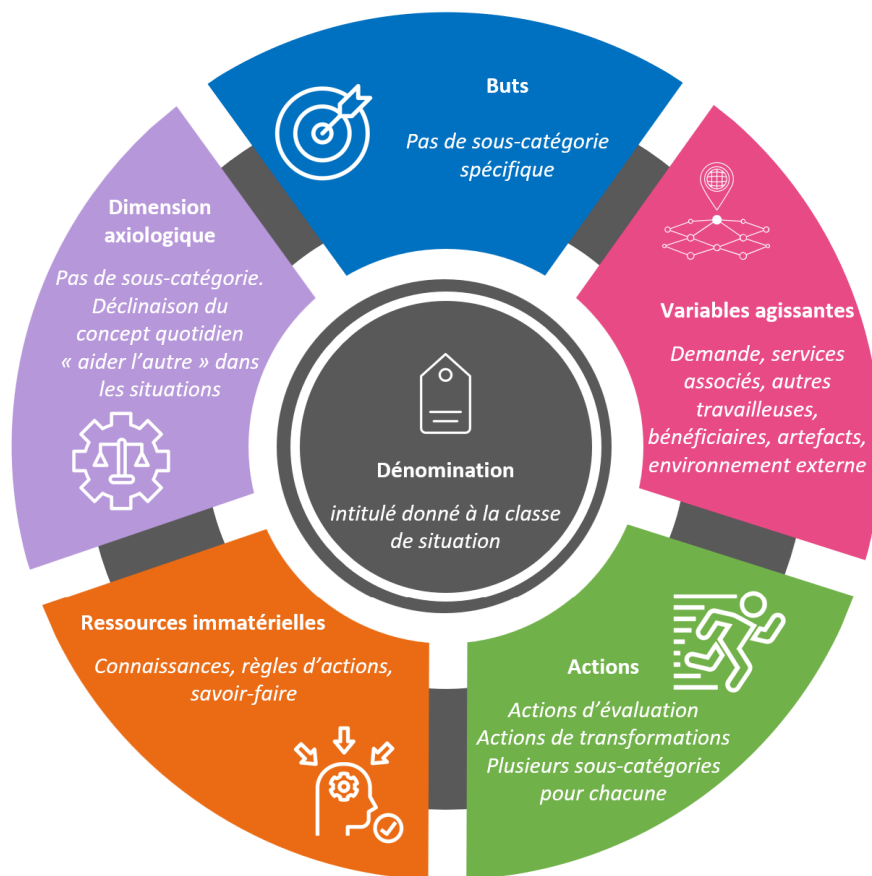 Buts
Pas de sous-catégorie
spécifique
Variables agissantes
Demande, services
associés, autres
travailleuses,
bénéficiaires, artefacts,
environnement externe
Actions
Actions d’évaluation
Actions de transformations
Plusieurs sous-catégories
pour chacune
Ressources immatérielles
Connaissances, règles d’actions,
savoir-faire
Dimension
axiologique
Pas de sous-catégorie.
Déclinaison du
concept quotidien
« aider l’autre » dans
les situations
Dénomination
intitulé donné à la classe
de situation